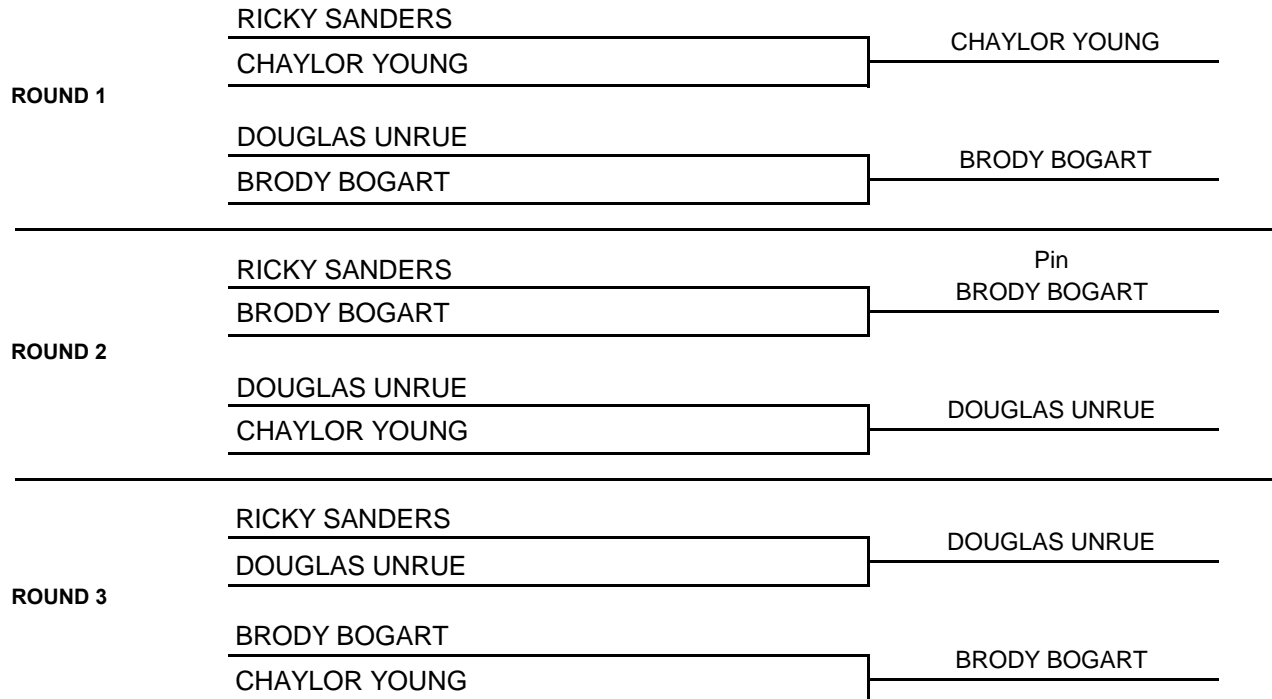 RICKY SANDERS
CHAYLOR YOUNG
CHAYLOR YOUNG
ROUND 1
DOUGLAS UNRUE
BRODY BOGART
BRODY BOGART
RICKY SANDERS
BRODY BOGART
Pin
BRODY BOGART
ROUND 2
DOUGLAS UNRUE
CHAYLOR YOUNG
DOUGLAS UNRUE
RICKY SANDERS
DOUGLAS UNRUE
DOUGLAS UNRUE
ROUND 3
BRODY BOGART
CHAYLOR YOUNG
BRODY BOGART